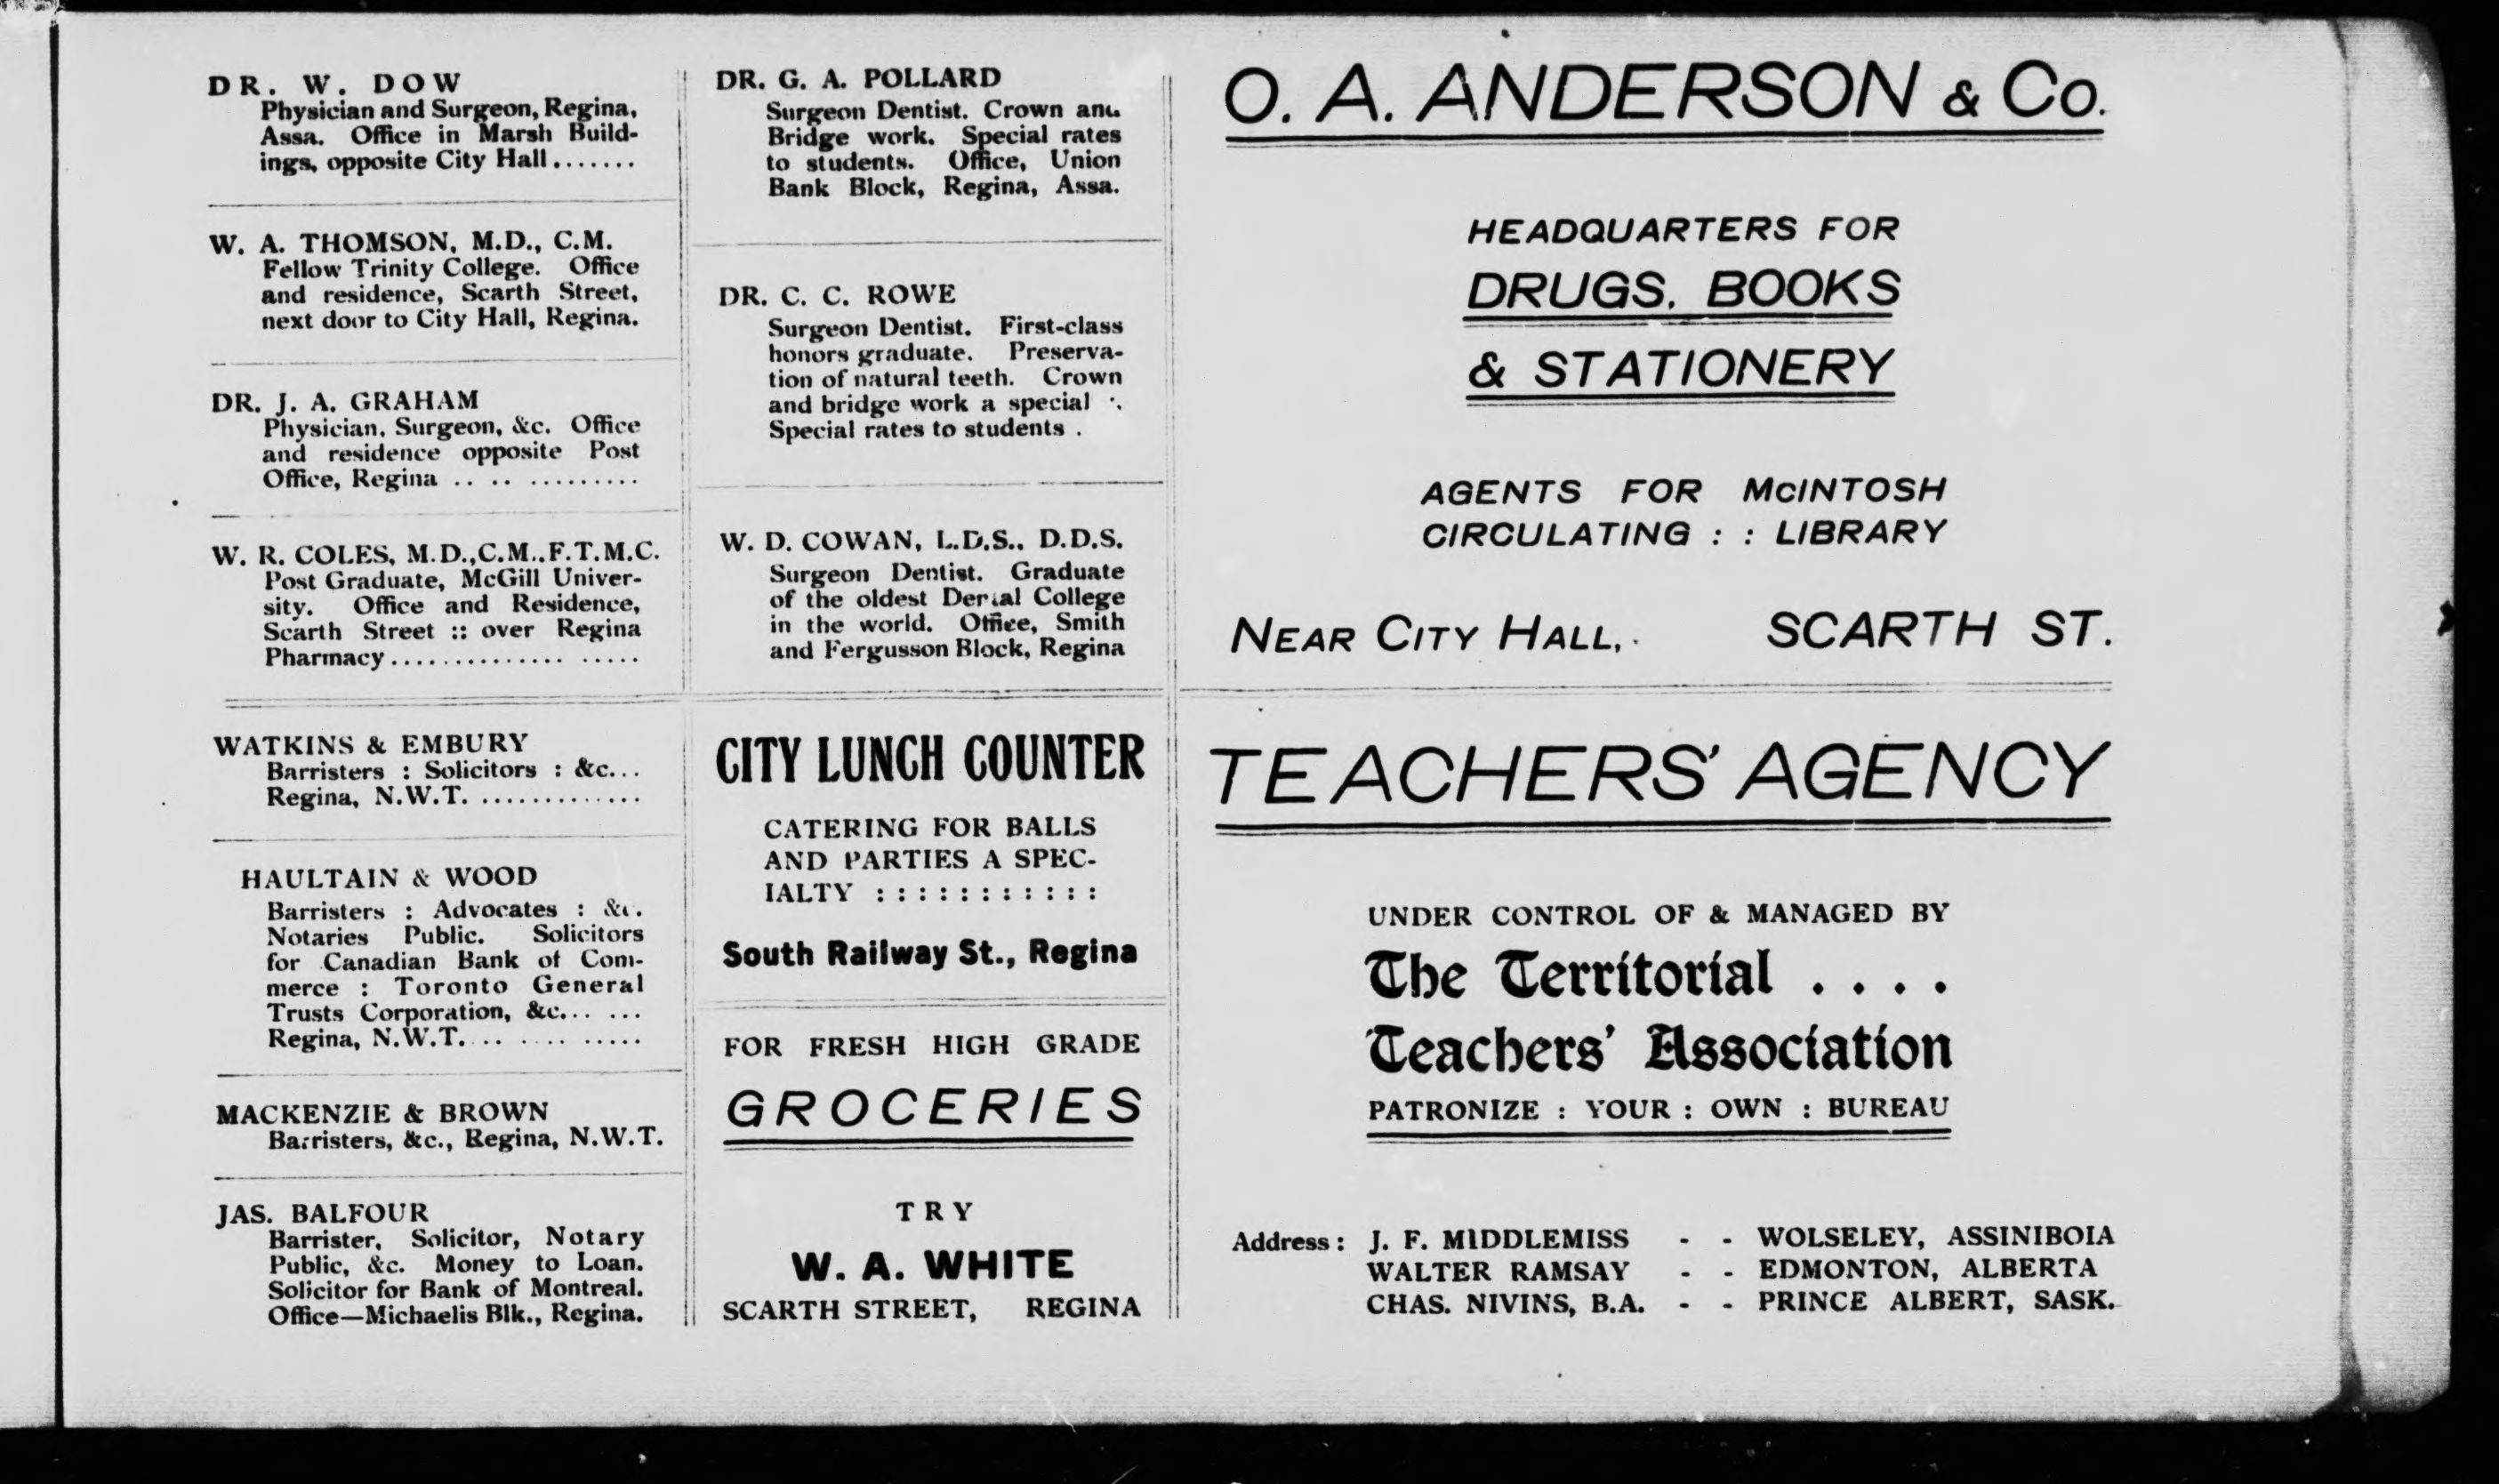 DR. W. DOW
Physician and Surgeon, Regina,
Assa. Office in Marsh Build-
ings, opposite City Hall.......
W. A. THOMSON, M.D., C.M.
Fellow Trinity College. Office
and residence, Scarth Street,
next door to City Hall, Regina.
DR. J. A. GRAHAM
Physician, Surgeon, &c. Office
and residence opposite Post
Office, Regina .. .. .........
W. R. COLES, M.D.,C.M..F.T.M.C.
Post Graduate, McGill Univer-
sity. Office and Residence,
Scarth Street :: over Regina
Pharmacy.............. .....
WATKINS & EMBURY
Barristers : Solicitors : &c...
Regina, N.W.T. .............
HAULTAIN & WOOD
Barristers : Advocates : &c.
Notaries Public. Solicitors
for Canadian Bank of Com-
merce : Toronto General
Trusts Corporation, &c... ...
Regina, N.W.T. .. .... .....
MACKENZIE & BROWN
Barristers, &c., Regina, N.W.T.
JAS. BALFOUR
Barrister, Solicitor, Notary
Public, &c. Money to Loan.
Solicitor for Bank of Montreal.
Office—Michaelis Blk., Regina.
DR. G. A. POLLARD
Surgeon Dentist. Crown and
Bridge work. Special rates
to students. Office, Union
Bank Block, Regina, Assa.
DR. C. C. ROWE
Surgeon Dentist. First-class
honors graduate. Preserva-
tion of natural teeth. Crown
and bridge work a special
Special rates to students .
W. D. COWAN, L.D.S., D.D.S.
Surgeon Dentist. Graduate
of the oldest Dental College
in the world. Office, Smith
and Fergusson Block, Regina
CITY LUNCH COUNTER
CATERING FOR BALLS
AND PARTIES A SPEC-
IALTY : : : : : : : : : : :
South Railway St., Regina
FOR FRESH HIGH GRADE
GROCERIES
TRY
W. A. WHITE
SCARTH STREET, REGINA
O. A. ANDERSON & Co.
HEADQUARTERS FOR
DRUGS, BOOKS
& STATIONERY
AGENTS FOR McINTOSH
CIRCULATING : : LIBRARY
NEAR CITY HALL, SCARTH ST.
TEACHERS' AGENCY
UNDER CONTROL OF & MANAGED BY
The Territorial ....
Teachers' Association
PATRONIZE : YOUR : OWN : BUREAU
Address: J. F. MIDDLEMISS - - WOLSELEY, ASSINIBOIA
WALTER RAMSAY - - EDMONTON, ALBERTA
CHAS. NIVINS, B.A. - - PRINCE ALBERT, SASK.